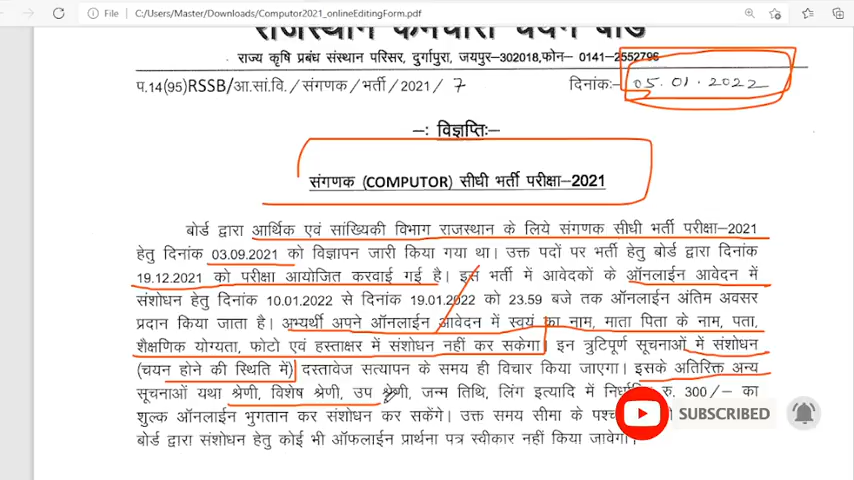 File | C:/Users/Master/Downloads/Computor2021_onlineEditingForm.pdf
राजस्थान कर्मचारी चयन बोर्ड
राज्य कृषि प्रबंध संस्थान परिसर, दुर्गापुरा, जयपुर–302018,फोन– 0141-2552796
प.14(95)RSSB/आ.सां.वि./संगणक/भर्ती/2021/ 7 दिनांकः– 05.01.2022
–: विज्ञप्तिः–
संगणक (COMPUTOR) सीधी भर्ती परीक्षा–2021
बोर्ड द्वारा आर्थिक एवं सांख्यिकी विभाग राजस्थान के लिये संगणक सीधी भर्ती परीक्षा–2021
हेतु दिनांक 03.09.2021 को विज्ञापन जारी किया गया था। उक्त पदों पर भर्ती हेतु बोर्ड द्वारा दिनांक
19.12.2021 को परीक्षा आयोजित करवाई गई है। इस भर्ती में आवेदकों के ऑनलाईन आवेदन में
संशोधन हेतु दिनांक 10.01.2022 से दिनांक 19.01.2022 को 23.59 बजे तक ऑनलाईन अंतिम अवसर
प्रदान किया जाता है। अभ्यर्थी अपने ऑनलाईन आवेदन में स्वयं का नाम, माता पिता के नाम, पता,
शैक्षणिक योग्यता, फोटो एवं हस्ताक्षर में संशोधन नहीं कर सकेगा। इन त्रुटिपूर्ण सूचनाओं में संशोधन
(चयन होने की स्थिति में) दस्तावेज सत्यापन के समय ही विचार किया जाएगा। इसके अतिरिक्त अन्य
सूचनाओं यथा श्रेणी, विशेष श्रेणी, उप श्रेणी, जन्म तिथि, लिंग इत्यादि में रु. 300/– का
शुल्क ऑनलाईन भुगतान कर संशोधन कर सकेंगे। उक्त समय सीमा के
बोर्ड द्वारा संशोधन हेतु कोई भी ऑफलाईन प्रार्थना पत्र स्वीकार नहीं किया जावेगा।
SUBSCRIBED